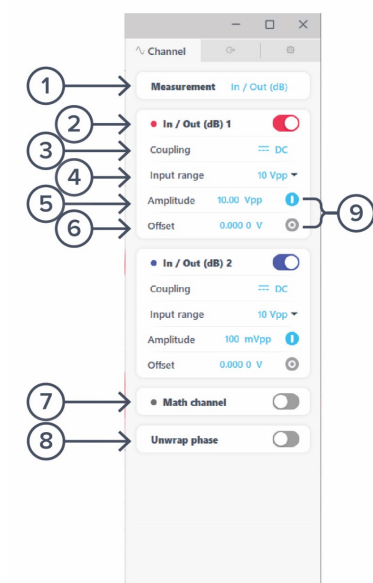 Channel
1 Measurement In / Out (dB)
2 In / Out (dB) 1
3 Coupling DC
4 Input range 10 Vpp
5 Amplitude 10.00 Vpp
9
6 Offset 0.000 0 V
In / Out (dB) 2
Coupling DC
Input range 10 Vpp
Amplitude 100 mVpp
Offset 0.000 0 V
7 Math channel
8 Unwrap phase